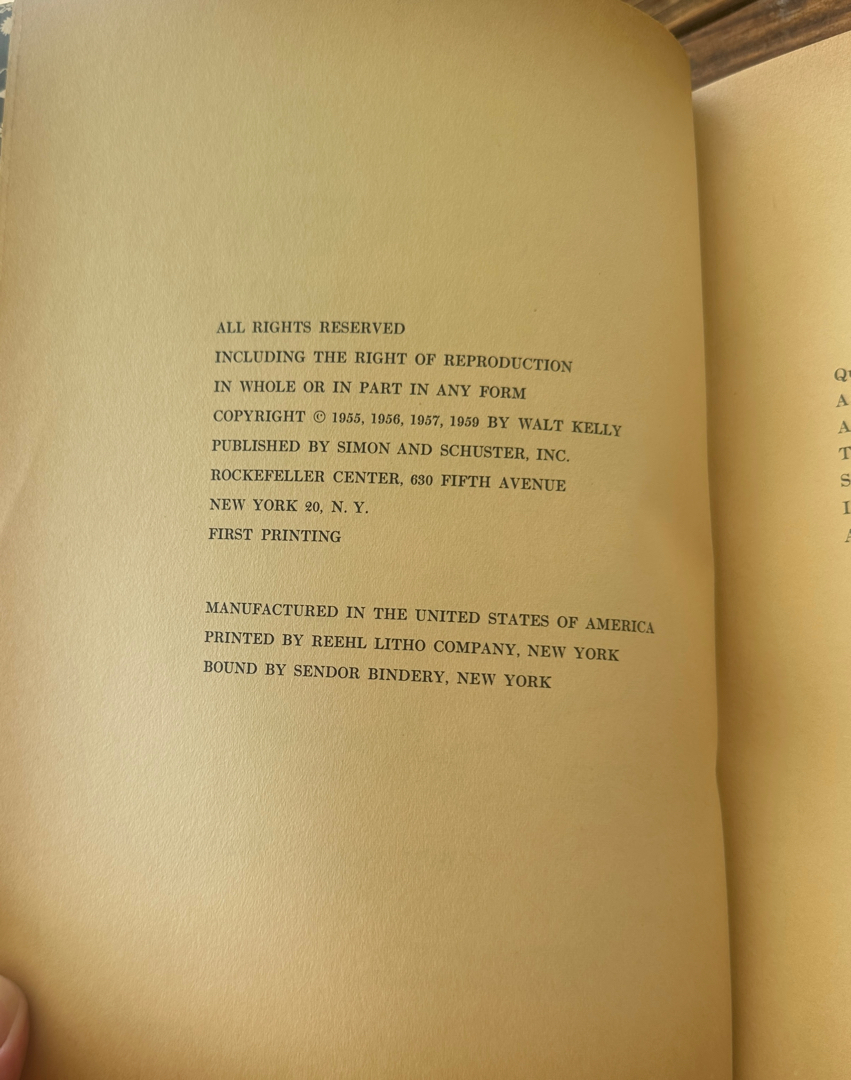 ALL RIGHTS RESERVED
INCLUDING THE RIGHT OF REPRODUCTION
IN WHOLE OR IN PART IN ANY FORM
COPYRIGHT © 1955, 1956, 1957, 1959 BY WALT KELLY
PUBLISHED BY SIMON AND SCHUSTER, INC.
ROCKEFELLER CENTER, 630 FIFTH AVENUE
NEW YORK 20, N. Y.
FIRST PRINTING
MANUFACTURED IN THE UNITED STATES OF AMERICA
PRINTED BY REEHL LITHO COMPANY, NEW YORK
BOUND BY SENDOR BINDERY, NEW YORK